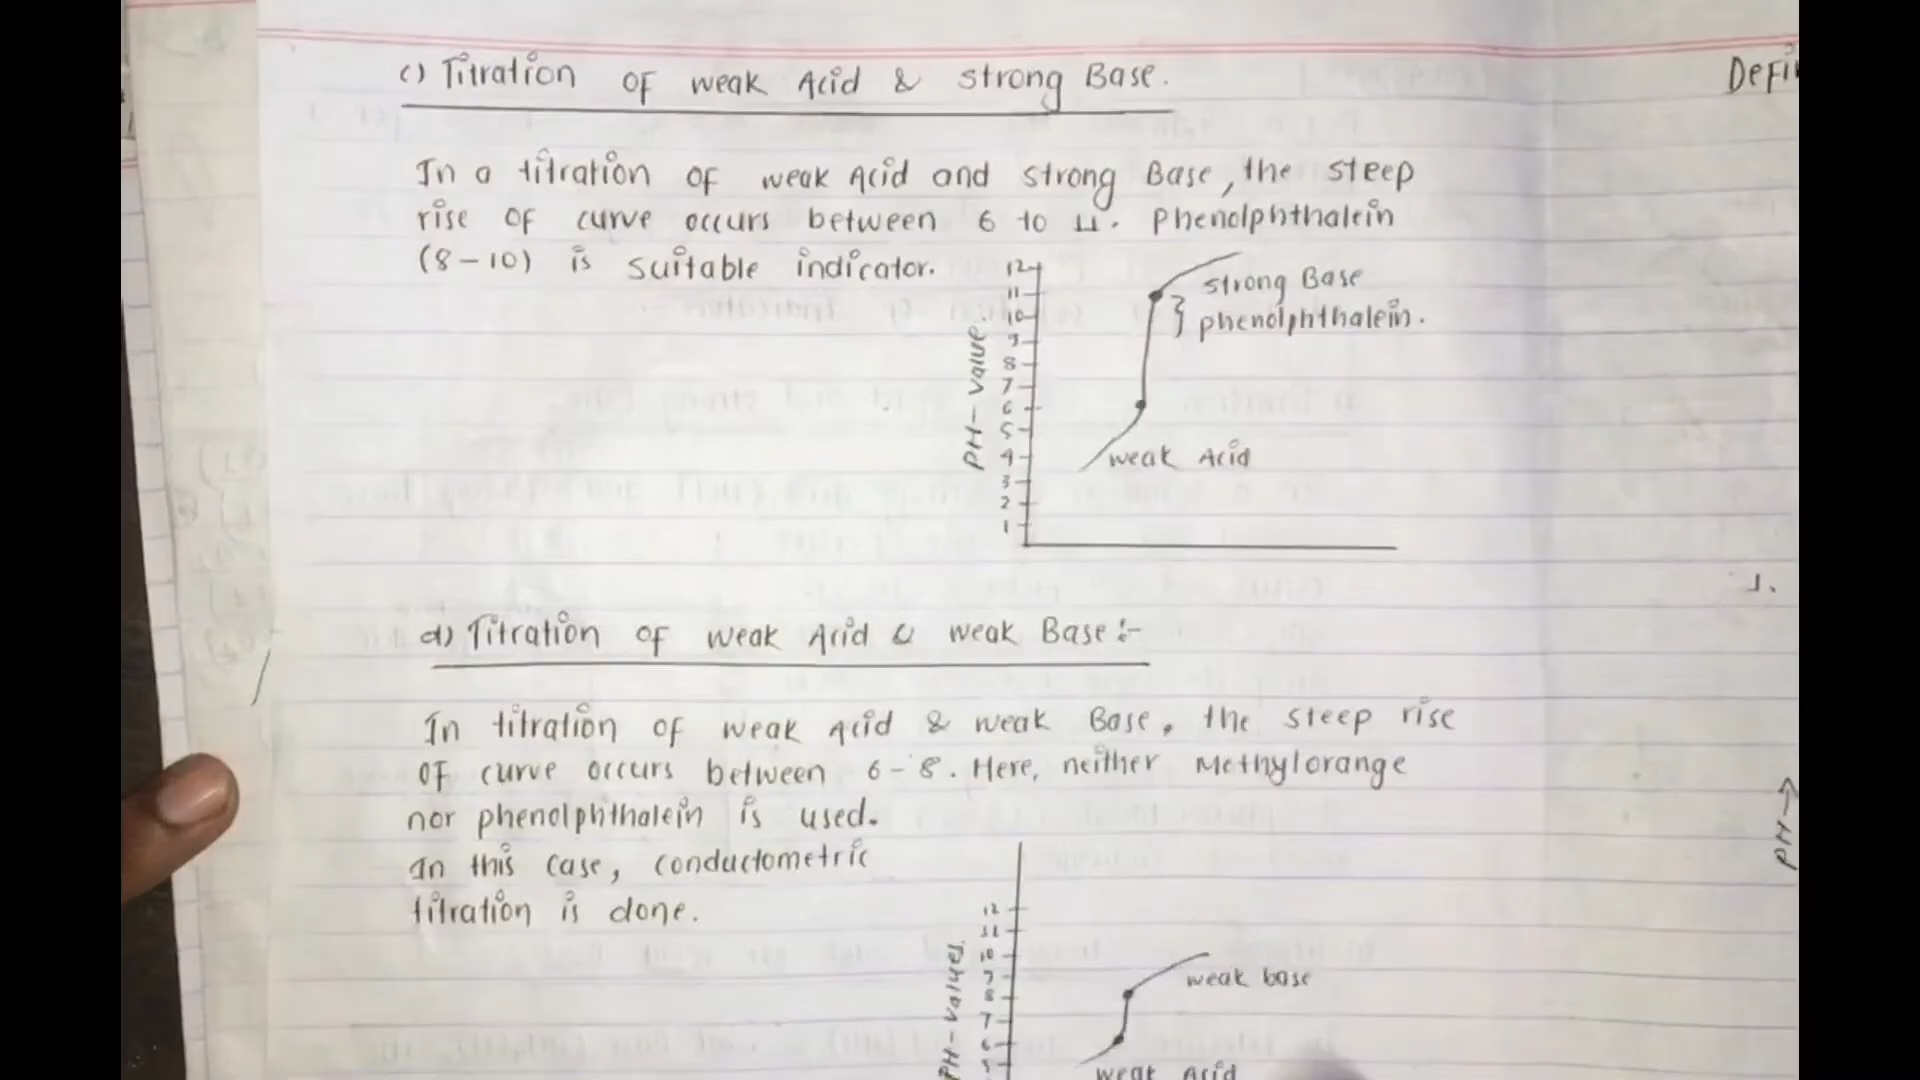 c) Titration of weak Acid & strong Base.
In a titration of weak Acid and strong Base, the steep
rise of curve occurs between 6 to 11. Phenolphthalein
(8-10) is suitable indicator.
12
11
10
9
8
7
6
5
4
3
2
1
PH- value
strong Base
phenolphthalein.
weak Acid
d) Titration of weak Acid & weak Base :-
In titration of weak Acid & weak Base, the steep rise
of curve occurs between 6-8. Here, neither Methylorange
nor phenolphthalein is used.
In this case, conductometric
titration is done.
12
11
10
9
8
7
6
5
PH- values.
weak base
weak Acid
Defi
1.
PH→